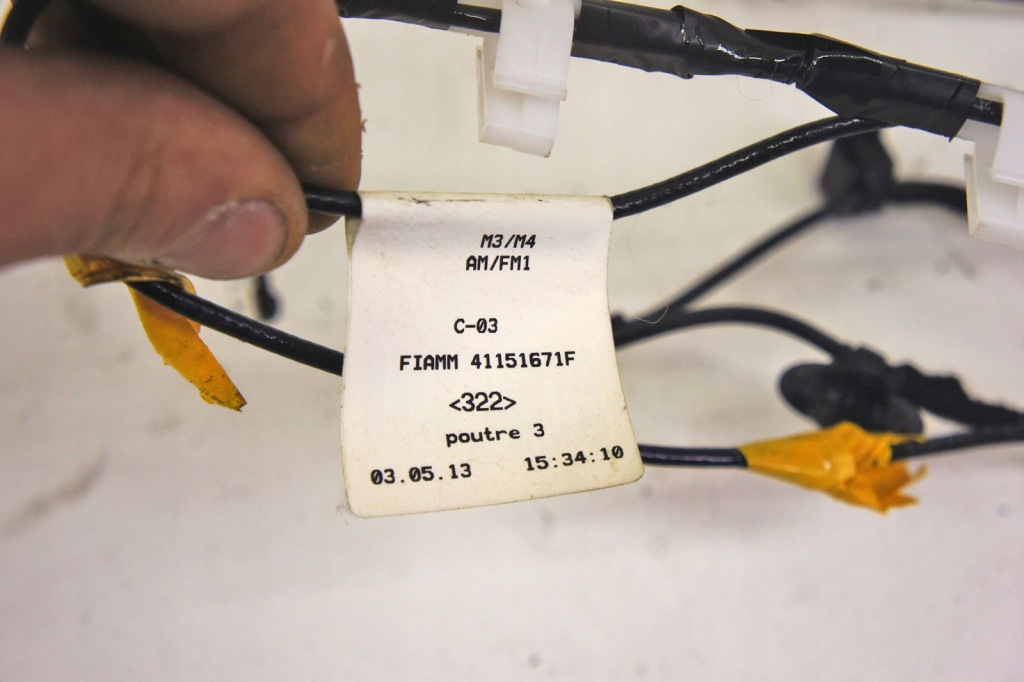 M3/M4
AM/FM1
C-03
FIAMM 41151671F
<322>
poutre 3
03.05.13 15:34:10